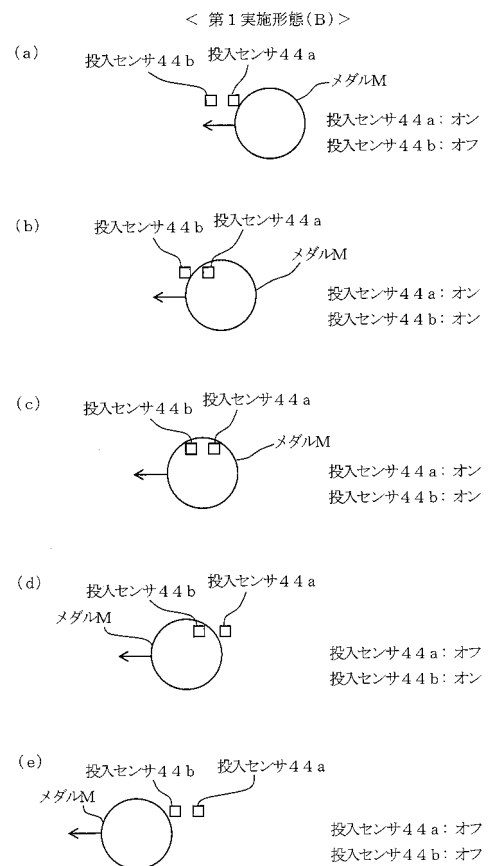 ＜ 第１実施形態(Ｂ)＞
(ａ)
投入センサ４４ｂ 投入センサ４４ａ
メダルＭ
投入センサ４４ａ：オン
投入センサ４４ｂ：オフ
(ｂ)
投入センサ４４ｂ 投入センサ４４ａ
メダルＭ
投入センサ４４ａ：オン
投入センサ４４ｂ：オン
(ｃ)
投入センサ４４ｂ 投入センサ４４ａ
メダルＭ
投入センサ４４ａ：オン
投入センサ４４ｂ：オン
(ｄ)
投入センサ４４ｂ 投入センサ４４ａ
メダルＭ
投入センサ４４ａ：オフ
投入センサ４４ｂ：オン
(ｅ)
投入センサ４４ｂ 投入センサ４４ａ
メダルＭ
投入センサ４４ａ：オフ
投入センサ４４ｂ：オフ